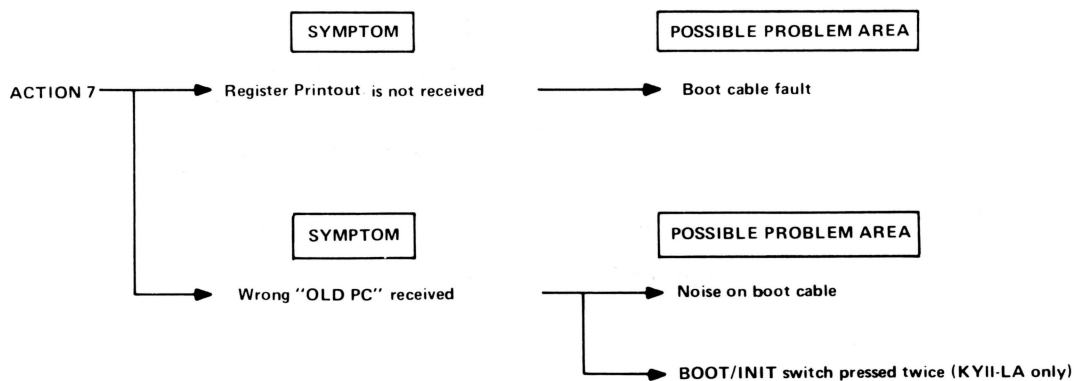 SYMPTOM
POSSIBLE PROBLEM AREA
ACTION 7
Register Printout is not received
Boot cable fault
SYMPTOM
POSSIBLE PROBLEM AREA
Wrong "OLD PC" received
Noise on boot cable
BOOT/INIT switch pressed twice (KYII-LA only)